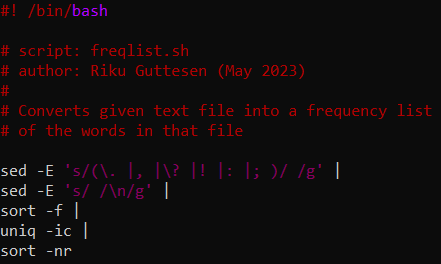 #! /bin/bash
# script: freqlist.sh
# author: Riku Guttesen (May 2023)
#
# Converts given text file into a frequency list
# of the words in that file
sed -E 's/(\. |, |\? |! |: |; )/ /g' |
sed -E 's/ /\n/g' |
sort -f |
uniq -ic |
sort -nr